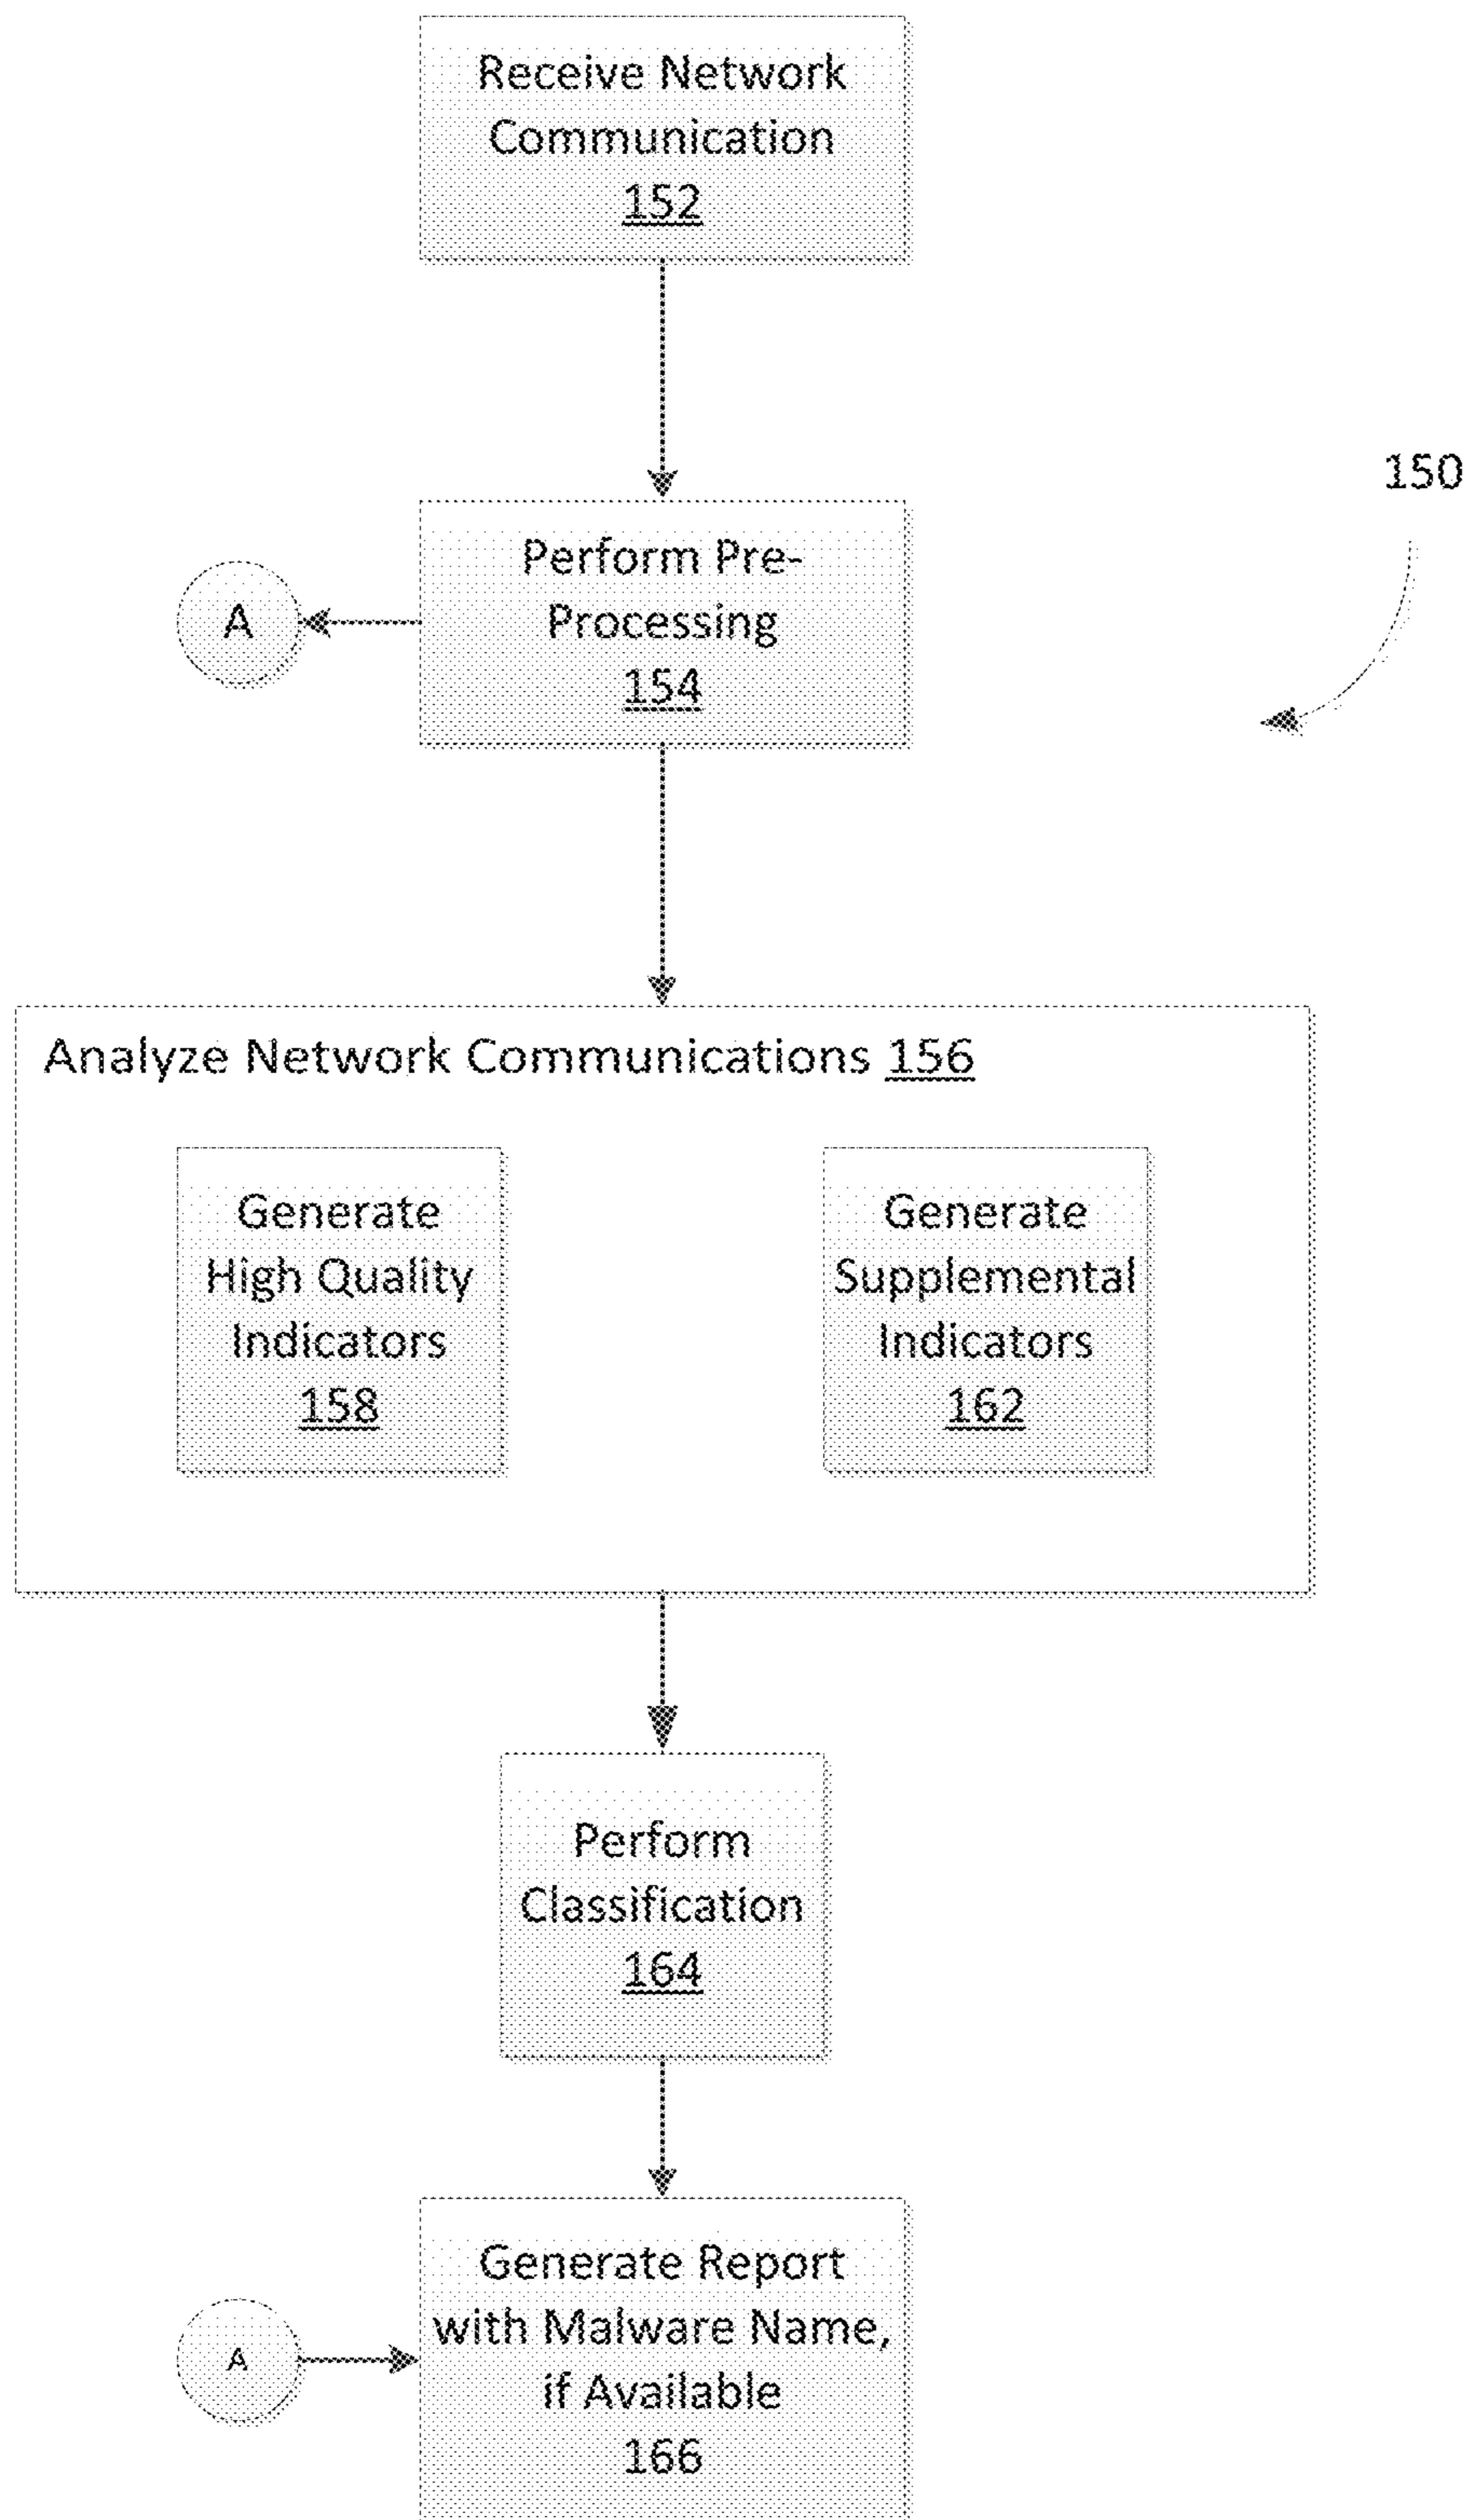 Receive Network
Communication
152
150
Perform Pre-
Processing
154
A
Analyze Network Communications 156
Generate
High Quality
Indicators
158
Generate
Supplemental
Indicators
162
Perform
Classification
164
Generate Report
with Malware Name,
if Available
166
A